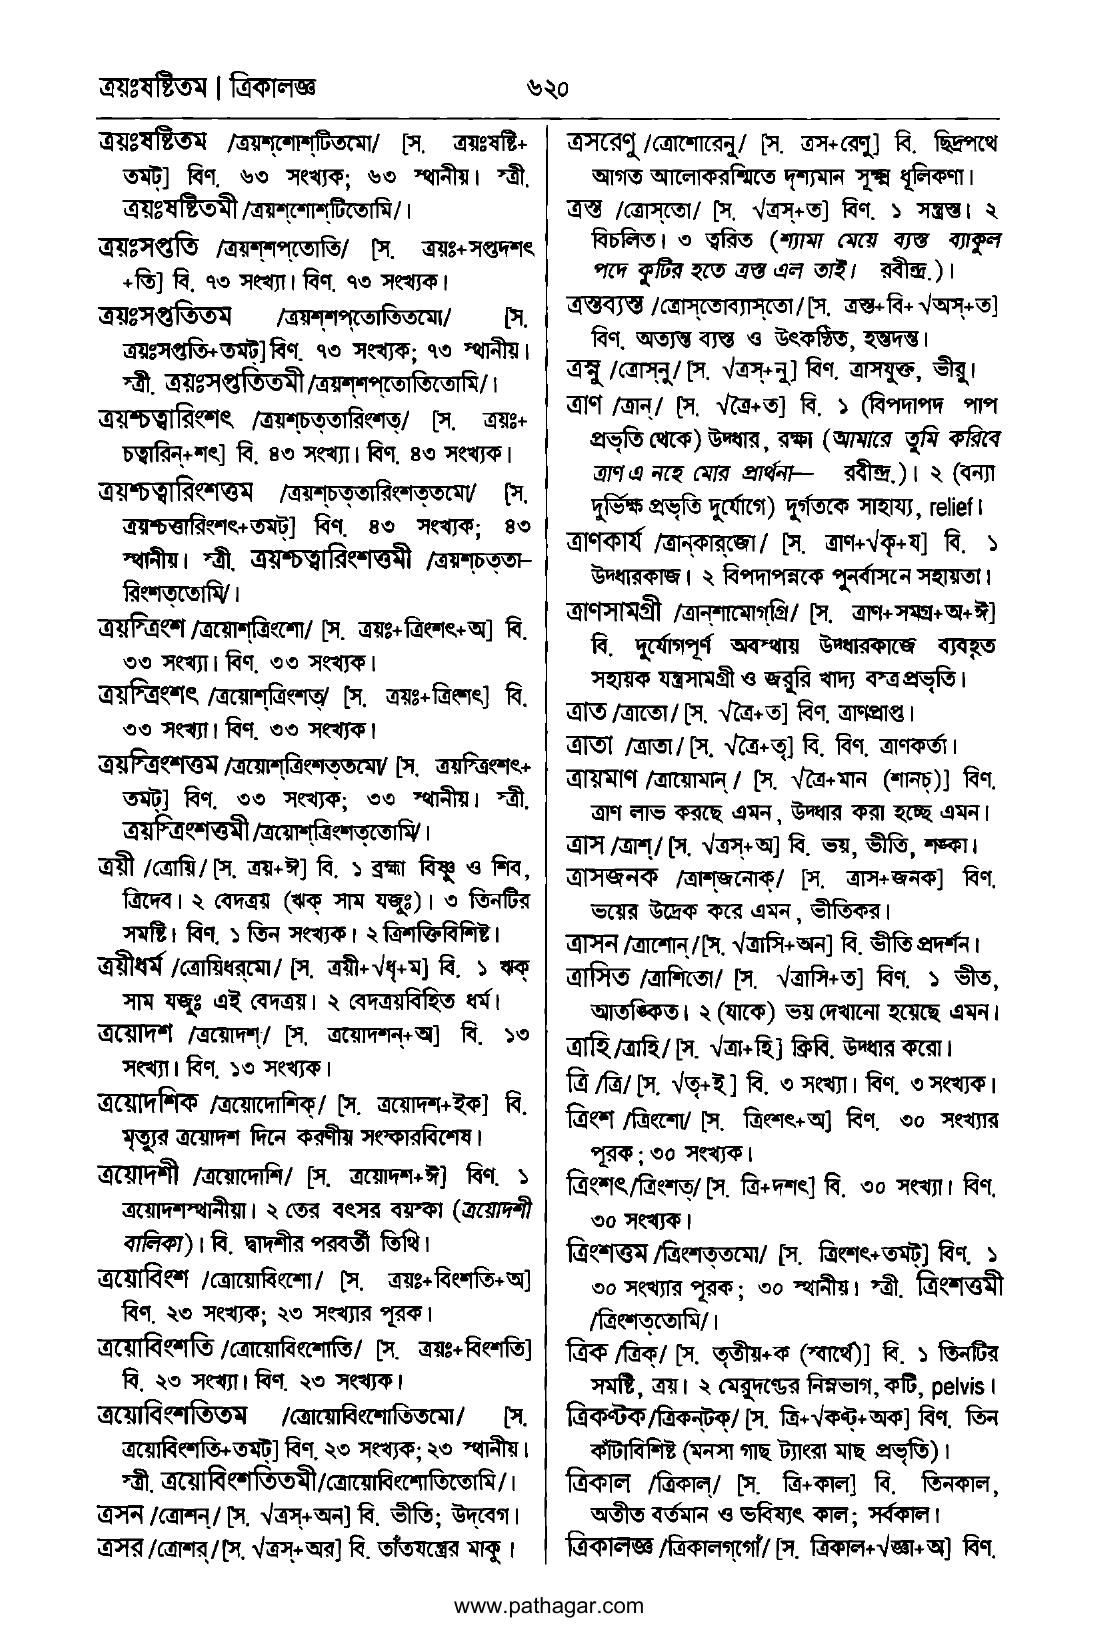 ত্রয়ঃষষ্টিতম | ত্রিকালজ্ঞ
৬২০
ত্রয়ঃষষ্টিতম /ত্রয়শ্‌শোশ্‌টিতমো/ [স. ত্রয়ঃষষ্টি+
তমট্] বিণ. ৬৩ সংখ্যক; ৬৩ স্থানীয়। স্ত্রী.
ত্রয়ঃষষ্টিতমী /ত্রয়শ্‌শোশ্‌টিতোমি/।
ত্রয়ঃসপ্ততি /ত্রয়শ্‌শপ্‌তোতি/ [স. ত্রয়ঃ+সপ্তদশৎ
+তি] বি. ৭৩ সংখ্যা। বিণ. ৭৩ সংখ্যক।
ত্রয়ঃসপ্ততিতম /ত্রয়শ্‌শপ্‌তোতিতমো/ [স.
ত্রয়ঃসপ্ততি+তমট্] বিণ. ৭৩ সংখ্যক; ৭৩ স্থানীয়।
স্ত্রী. ত্রয়ঃসপ্ততিতমী /ত্রয়শ্‌শপ্‌তোতিতোমি/।
ত্রয়শ্চত্বারিংশৎ /ত্রয়শ্‌চত্‌তারিংশত্/ [স. ত্রয়ঃ+
চত্বারিন্+শৎ] বি. ৪৩ সংখ্যা। বিণ. ৪৩ সংখ্যক।
ত্রয়শ্চত্বারিংশত্তম /ত্রয়শ্‌চত্‌তারিংশত্‌তমো/ [স.
ত্রয়শ্চত্তারিংশৎ+তমট্] বিণ. ৪৩ সংখ্যক; ৪৩
স্থানীয়। স্ত্রী. ত্রয়শ্চত্বারিংশত্তমী /ত্রয়শ্‌চত্‌তা–
রিংশত্‌তোমি/।
ত্রয়স্ত্রিংশ /ত্রয়োশ্‌ত্রিংশো/ [স. ত্রয়ঃ+ত্রিংশৎ+অ] বি.
৩৩ সংখ্যা। বিণ. ৩৩ সংখ্যক।
ত্রয়স্ত্রিংশৎ /ত্রয়োশ্‌ত্রিংশত্/ [স. ত্রয়ঃ+ত্রিংশৎ] বি.
৩৩ সংখ্যা। বিণ. ৩৩ সংখ্যক।
ত্রয়স্ত্রিংশত্তম /ত্রয়োশ্‌ত্রিংশত্‌তমো/ [স. ত্রয়স্ত্রিংশৎ+
তমট্] বিণ. ৩৩ সংখ্যক; ৩৩ স্থানীয়। স্ত্রী.
ত্রয়স্ত্রিংশত্তমী /ত্রয়োশ্‌ত্রিংশত্‌তোমি/।
ত্রয়ী /ত্রোয়ি/ [স. ত্রয়+ঈ] বি. ১ ব্রহ্মা বিষ্ণু ও শিব,
ত্রিদেব। ২ বেদত্রয় (ঋক্ সাম যজুঃ)। ৩ তিনটির
সমষ্টি। বিণ. ১ তিন সংখ্যক। ২ ত্রিশক্তিবিশিষ্ট।
ত্রয়ীধর্ম /ত্রোয়িধর্‌মো/ [স. ত্রয়ী+√ধৃ+ম] বি. ১ ঋক্
সাম যজুঃ এই বেদত্রয়। ২ বেদত্রয়বিহিত ধর্ম।
ত্রয়োদশ /ত্রয়োদশ্/ [স. ত্রয়োদশন্+অ] বি. ১৩
সংখ্যা। বিণ. ১৩ সংখ্যক।
ত্রয়োদশিক /ত্রয়োদোশিক্/ [স. ত্রয়োদশ+ইক] বি.
মৃত্যুর ত্রয়োদশ দিনে করণীয় সংস্কারবিশেষ।
ত্রয়োদশী /ত্রয়োদোশি/ [স. ত্রয়োদশ+ঈ] বিণ. ১
ত্রয়োদশস্থানীয়া। ২ তের বৎসর বয়স্কা (ত্রয়োদশী
বালিকা)। বি. দ্বাদশীর পরবর্তী তিথি।
ত্রয়োবিংশ /ত্রোয়োবিংশো/ [স. ত্রয়ঃ+বিংশতি+অ]
বিণ. ২৩ সংখ্যক; ২৩ সংখ্যার পূরক।
ত্রয়োবিংশতি /ত্রোয়োবিংশোতি/ [স. ত্রয়ঃ+বিংশতি]
বি. ২৩ সংখ্যা। বিণ. ২৩ সংখ্যক।
ত্রয়োবিংশতিতম /ত্রোয়োবিংশোতিতমো/ [স.
ত্রয়োবিংশতি+তমট্] বিণ. ২৩ সংখ্যক; ২৩ স্থানীয়।
স্ত্রী. ত্রয়োবিংশতিতমী/ত্রোয়োবিংশোতিতোমি/।
ত্রসন /ত্রোশন্/ [স. √ত্রস্+অন] বি. ভীতি; উদ্‌বেগ।
ত্রসর /ত্রোশর্/ [স. √ত্রস্+অর] বি. তাঁতযন্ত্রের মাকু।
ত্রসরেণু /ত্রোশোরেনু/ [স. ত্রস+রেণু] বি. ছিদ্রপথে
আগত আলোকরশ্মিতে দৃশ্যমান সূক্ষ্ম ধূলিকণা।
ত্রস্ত /ত্রোস্‌তো/ [স. √ত্রস্+ত] বিণ. ১ সন্ত্রস্ত। ২
বিচলিত। ৩ ত্বরিত (শ্যামা মেয়ে ব্যস্ত ব্যাকুল
পদে কুটির হতে ত্রস্ত এল তাই। রবীন্দ্র.)।
ত্রস্তব্যস্ত /ত্রোস্‌তোব্যাস্‌তো/ [স. ত্রস্ত+বি+√অস্+ত]
বিণ. অত্যন্ত ব্যস্ত ও উৎকণ্ঠিত, হন্তদন্ত।
ত্রস্নু /ত্রোস্‌নু/ [স. √ত্রস্+নু] বিণ. ত্রাসযুক্ত, ভীরু।
ত্রাণ /ত্রান্/ [স. √ত্রৈ+ত] বি. ১ (বিপদাপদ পাপ
প্রভৃতি থেকে) উদ্ধার, রক্ষা (আমারে তুমি করিবে
ত্রাণ এ নহে মোর প্রার্থনা— রবীন্দ্র.)। ২ (বন্যা
দুর্ভিক্ষ প্রভৃতি দুর্যোগে) দুর্গতকে সাহায্য, relief।
ত্রাণকার্য /ত্রান্‌কার্‌জো/ [স. ত্রাণ+√কৃ+য] বি. ১
উদ্ধারকাজ। ২ বিপদাপন্নকে পুনর্বাসনে সহায়তা।
ত্রাণসামগ্রী /ত্রান্‌শামোগ্‌গ্রি/ [স. ত্রাণ+সমগ্র+অ+ঈ]
বি. দুর্যোগপূর্ণ অবস্থায় উদ্ধারকাজে ব্যবহৃত
সহায়ক যন্ত্রসামগ্রী ও জরুরি খাদ্য বস্ত্র প্রভৃতি।
ত্রাত /ত্রাতো/ [স. √ত্রৈ+ত] বিণ. ত্রাণপ্রাপ্ত।
ত্রাতা /ত্রাতা/ [স. √ত্রৈ+তৃ] বি. বিণ. ত্রাণকর্তা।
ত্রায়মাণ /ত্রায়োমান্/ [স. √ত্রৈ+মান (শানচ্)] বিণ.
ত্রাণ লাভ করছে এমন, উদ্ধার করা হচ্ছে এমন।
ত্রাস /ত্রাশ্/ [স. √ত্রস্+অ] বি. ভয়, ভীতি, শঙ্কা।
ত্রাসজনক /ত্রাশ্‌জনোক্/ [স. ত্রাস+জনক] বিণ.
ভয়ের উদ্রেক করে এমন, ভীতিকর।
ত্রাসন /ত্রাশোন্/ [স. √ত্রাসি+অন] বি. ভীতি প্রদর্শন।
ত্রাসিত /ত্রাশিতো/ [স. √ত্রাসি+ত] বিণ. ১ ভীত,
আতঙ্কিত। ২ (যাকে) ভয় দেখানো হয়েছে এমন।
ত্রাহি /ত্রাহি/ [স. √ত্রা+হি] ক্রিবি. উদ্ধার করো।
ত্রি /ত্রি/ [স. √তৃ+ই] বি. ৩ সংখ্যা। বিণ. ৩ সংখ্যক।
ত্রিংশ /ত্রিংশো/ [স. ত্রিংশৎ+অ] বিণ. ৩০ সংখ্যার
পূরক; ৩০ সংখ্যক।
ত্রিংশৎ/ত্রিংশত্/ [স. ত্রি+দশৎ] বি. ৩০ সংখ্যা। বিণ.
৩০ সংখ্যক।
ত্রিংশত্তম /ত্রিংশত্‌তমো/ [স. ত্রিংশৎ+তমট্] বিণ. ১
৩০ সংখ্যার পূরক; ৩০ স্থানীয়। স্ত্রী. ত্রিংশত্তমী
/ত্রিংশত্‌তোমি/।
ত্রিক /ত্রিক্/ [স. তৃতীয়+ক (স্বার্থে)] বি. ১ তিনটির
সমষ্টি, ত্রয়। ২ মেরুদণ্ডের নিম্নভাগ, কটি, pelvis।
ত্রিকণ্টক/ত্রিকন্‌টক্/ [স. ত্রি+√কণ্ট্+অক] বিণ. তিন
কাঁটাবিশিষ্ট (মনসা গাছ ট্যাংরা মাছ প্রভৃতি)।
ত্রিকাল /ত্রিকাল্/ [স. ত্রি+কাল] বি. তিনকাল,
অতীত বর্তমান ও ভবিষ্যৎ কাল; সর্বকাল।
ত্রিকালজ্ঞ /ত্রিকালগ্‌গোঁ/ [স. ত্রিকাল+√জ্ঞা+অ] বিণ.
www.pathagar.com